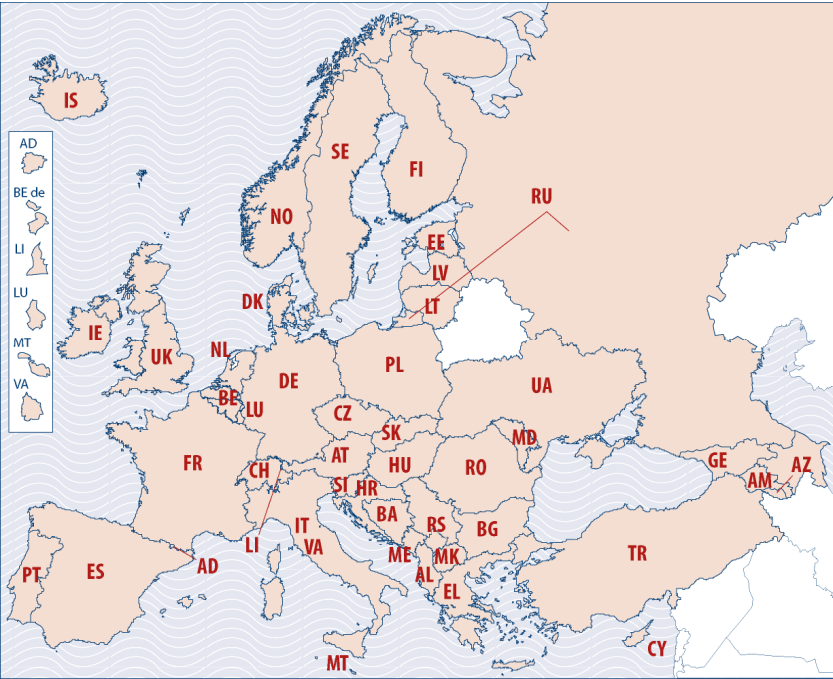 IS
AD
BE de
LI
LU
MT
VA
SE
FI
NO
RU
EE
LV
LT
DK
IE
UK
NL
BE
LU
DE
PL
CZ
SK
UA
MD
FR
CH
AT
HU
RO
SI
HR
GE
AM
AZ
LI
IT
VA
BA
RS
BG
ME
MK
AL
EL
TR
PT
ES
AD
MT
CY